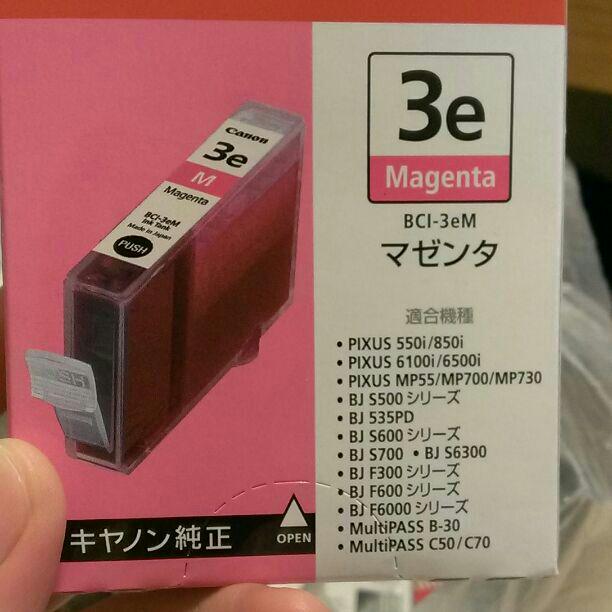 3e
Magenta
BCI-3eM
マゼンタ
Canon
3e
M
Magenta
BCI-3eM
Ink Tank
Made in Japan
PUSH
適合機種
• PIXUS 550i/850i
• PIXUS 6100i/6500i
• PIXUS MP55/MP700/MP730
• BJ S500 シリーズ
• BJ 535PD
• BJ S600 シリーズ
• BJ S700 • BJ S6300
• BJ F300 シリーズ
• BJ F600 シリーズ
• BJ F6000 シリーズ
• MultiPASS B-30
• MultiPASS C50/C70
キヤノン純正
OPEN